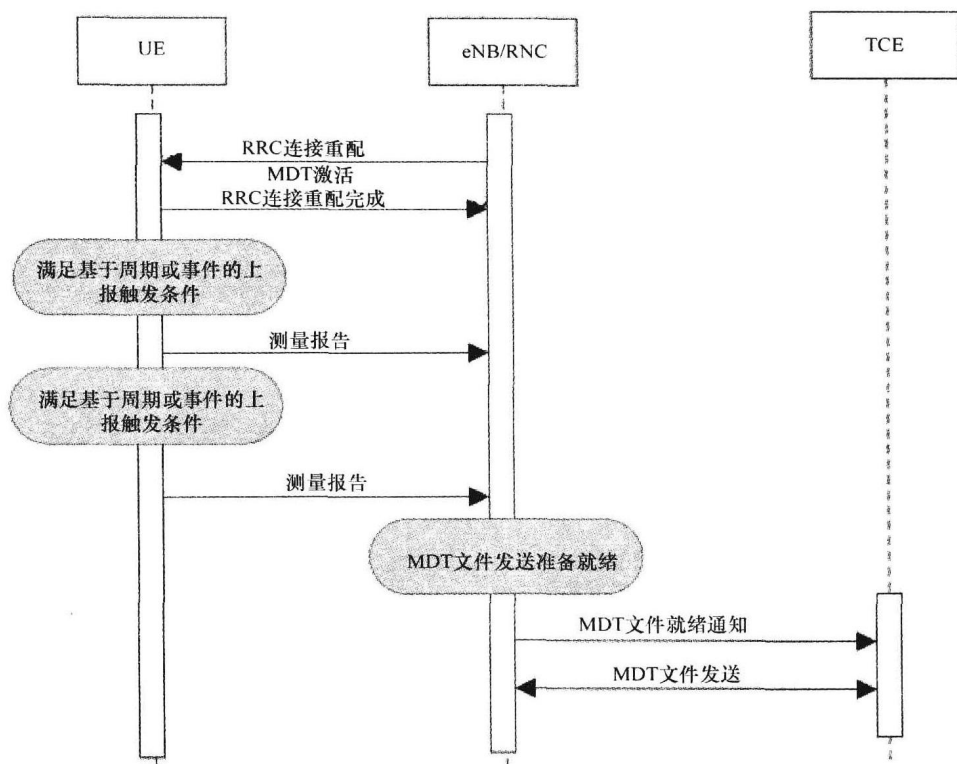 UE
eNB/RNC
TCE
RRC连接重配
MDT激活
RRC连接重配完成
满足基于周期或事件的上
报触发条件
测量报告
满足基于周期或事件的上
报触发条件
测量报告
MDT文件发送准备就绪
MDT文件就绪通知
MDT文件发送